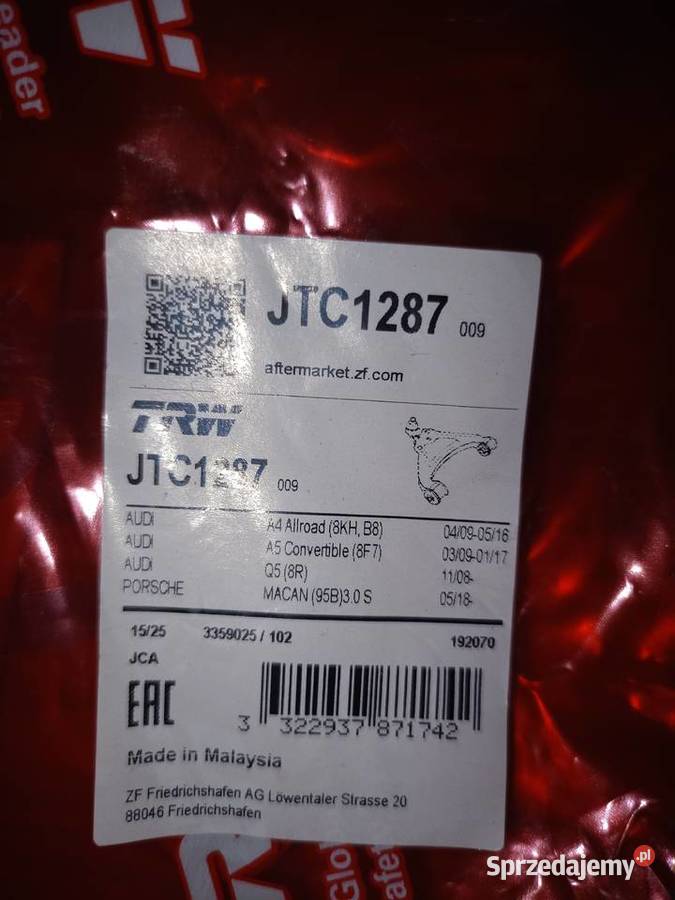 eader
JTC1287 009
aftermarket.zf.com
TRW
JTC1287 009
AUDI A4 Allroad (8KH, B8) 04/09-05/16
AUDI A5 Convertible (8F7) 03/09-01/17
AUDI Q5 (8R) 11/08-
PORSCHE MACAN (95B)3.0 S 05/18-
15/25 3359025 / 102 192070
JCA
EAC
3 322937 871742
Made in Malaysia
ZF Friedrichshafen AG Löwentaler Strasse 20
88046 Friedrichshafen
Glo
afet
Sprzedajemy.pl